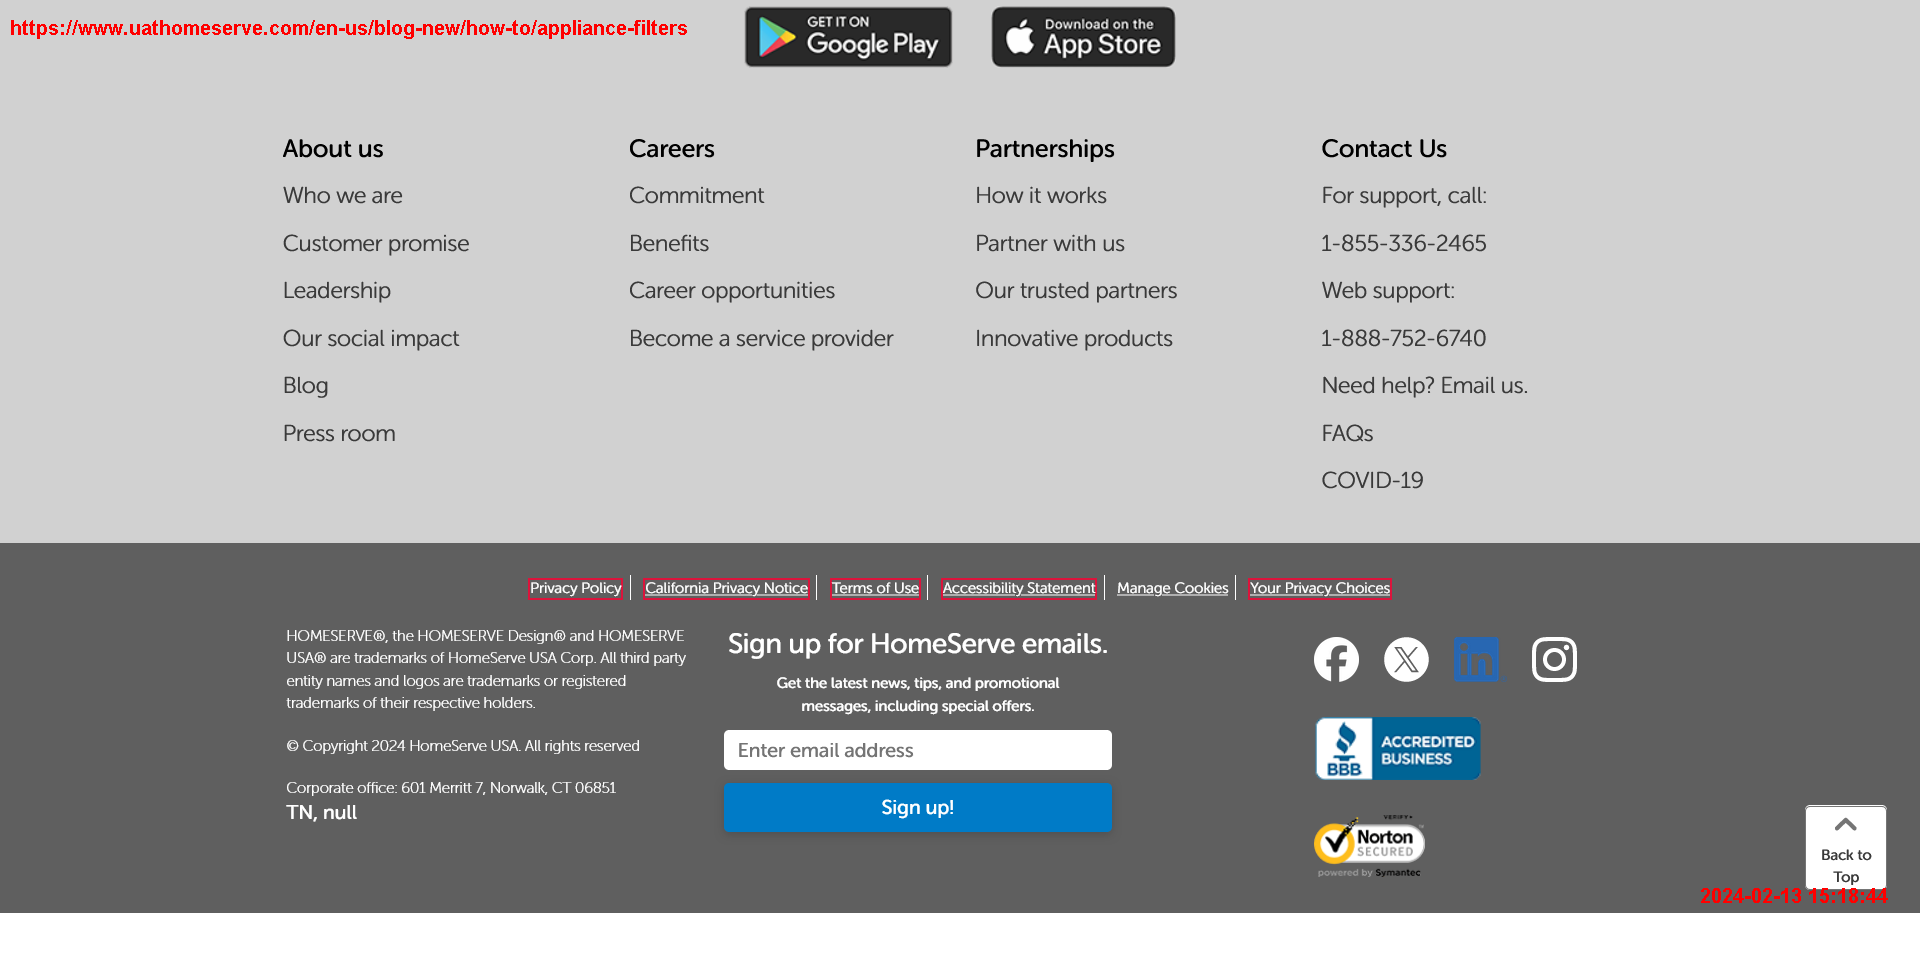 https://www.uathomeserve.com/en-us/blog-new/how-to/appliance-filters
GET IT ON
Google Play
Download on the
App Store
About us
Who we are
Customer promise
Leadership
Our social impact
Blog
Press room
Careers
Commitment
Benefits
Career opportunities
Become a service provider
Partnerships
How it works
Partner with us
Our trusted partners
Innovative products
Contact Us
For support, call:
1-855-336-2465
Web support:
1-888-752-6740
Need help? Email us.
FAQs
COVID-19
Privacy Policy
California Privacy Notice
Terms of Use
Accessibility Statement
Manage Cookies
Your Privacy Choices
HOMESERVE®, the HOMESERVE Design® and HOMESERVE
USA® are trademarks of HomeServe USA Corp. All third party
entity names and logos are trademarks or registered
trademarks of their respective holders.
© Copyright 2024 HomeServe USA. All rights reserved
Corporate office: 601 Merritt 7, Norwalk, CT 06851
TN, null
Sign up for HomeServe emails.
Get the latest news, tips, and promotional
messages, including special offers.
Enter email address
Sign up!
in
BBB
ACCREDITED
BUSINESS
VERIFY
Norton
SECURED
powered by Symantec
Back to
Top
2024-02-13 15:18:44